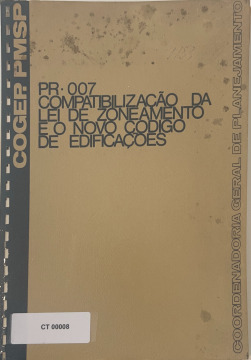 COGEP PMSP
PR·007
COMPATIBILIZAÇÃO DA
LEI DE ZONEAMENTO
E O NOVO CÓDIGO
DE EDIFICAÇÕES
COORDENADORIA GERAL DE PLANEJAMENTO
CT 00008